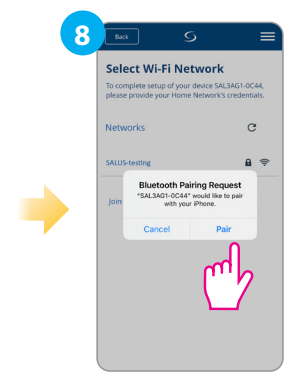 8
Back
Select Wi-Fi Network
To complete setup of your device SAL3AG1-0C44,
please provide your Home Network's credentials.
Networks
SALUS-testing
Join
Bluetooth Pairing Request
"SAL3AG1-0C44" would like to pair
with your iPhone.
Cancel Pair